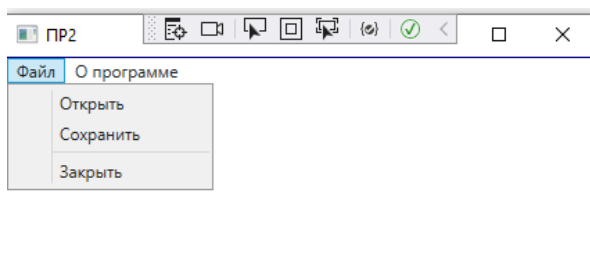 ПР2
Файл О программе
Открыть
Сохранить
Закрыть